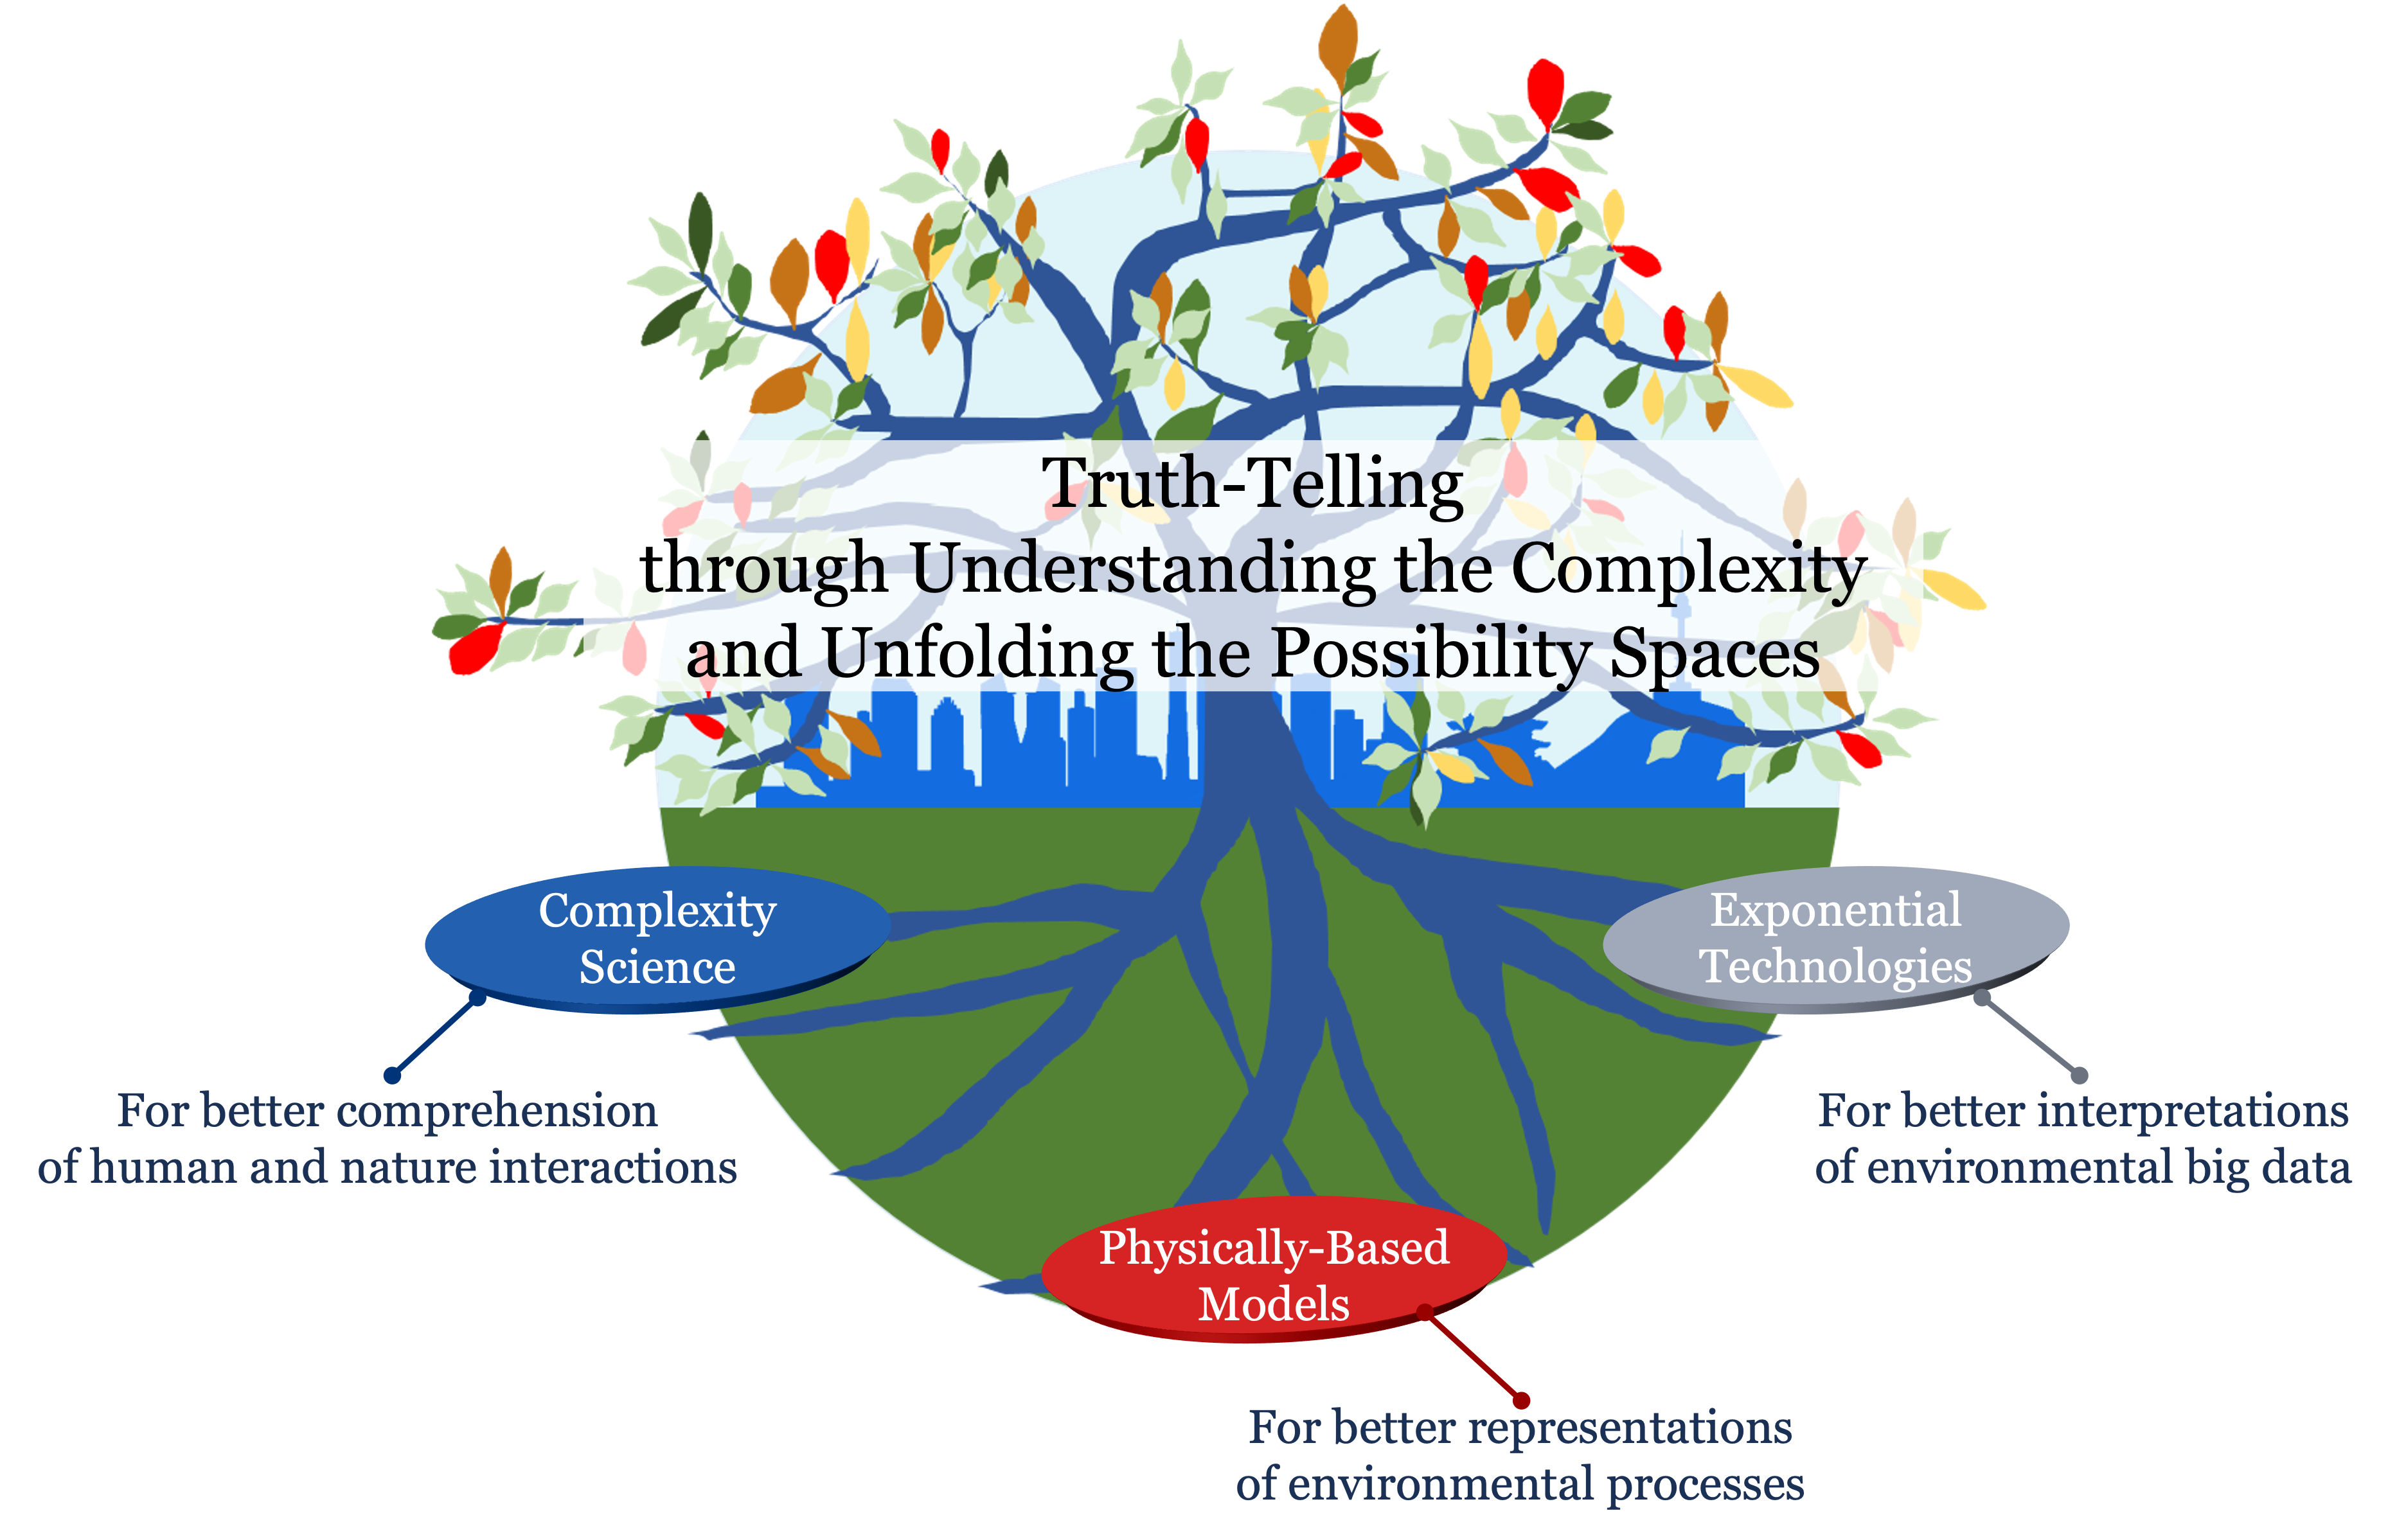 Truth-Telling
through Understanding the Complexity
and Unfolding the Possibility Spaces
Complexity
Science
Exponential
Technologies
For better comprehension
of human and nature interactions
For better interpretations
of environmental big data
Physically-Based
Models
For better representations
of environmental processes